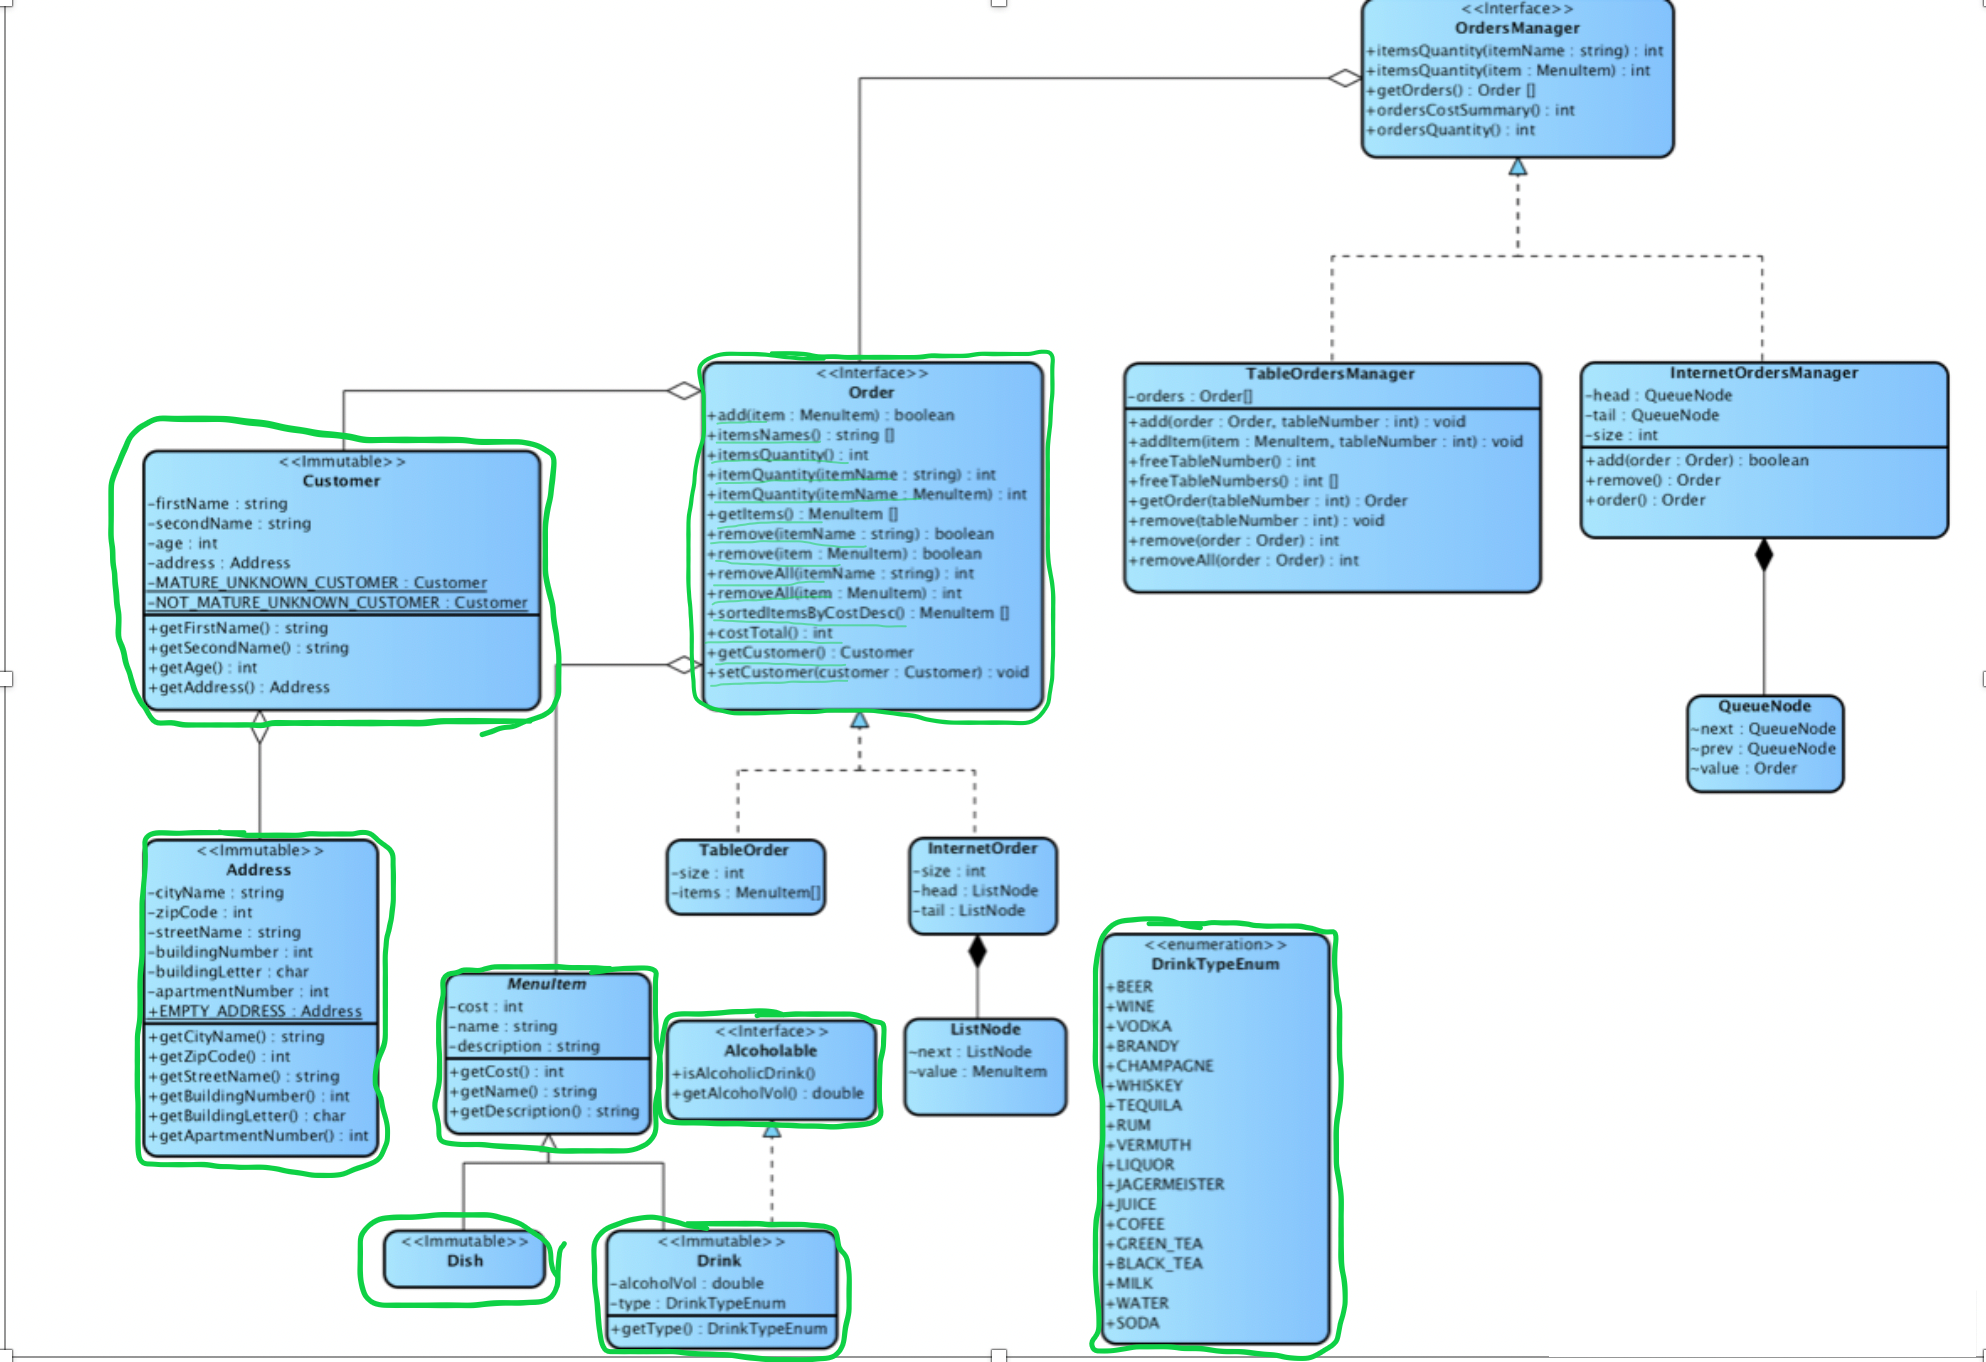 <<Interface>>
OrdersManager
+itemsQuantity(itemName : string) : int
+itemsQuantity(item : MenuItem) : int
+getOrders() : Order []
+ordersCostSummary() : int
+ordersQuantity() : int
<<Interface>>
Order
+add(item : MenuItem) : boolean
+itemsNames() : string []
+itemsQuantity() : int
+itemQuantity(itemName : string) : int
+itemQuantity(itemName : MenuItem) : int
+getItems() : MenuItem []
+remove(itemName : string) : boolean
+remove(item : MenuItem) : boolean
+removeAll(itemName : string) : int
+removeAll(item : MenuItem) : int
+sortedItemsByCostDesc() : MenuItem []
+costTotal() : int
+getCustomer() : Customer
+setCustomer(customer : Customer) : void
TableOrdersManager
-orders : Order[]
+add(order : Order, tableNumber : int) : void
+addItem(item : MenuItem, tableNumber : int) : void
+freeTableNumber() : int
+freeTableNumbers() : int []
+getOrder(tableNumber : int) : Order
+remove(tableNumber : int) : void
+remove(order : Order) : int
+removeAll(order : Order) : int
InternetOrdersManager
-head : QueueNode
-tail : QueueNode
-size : int
+add(order : Order) : boolean
+remove() : Order
+order() : Order
<<Immutable>>
Customer
-firstName : string
-secondName : string
-age : int
-address : Address
-MATURE_UNKNOWN_CUSTOMER : Customer
-NOT_MATURE_UNKNOWN_CUSTOMER : Customer
+getFirstName() : string
+getSecondName() : string
+getAge() : int
+getAddress() : Address
QueueNode
~next : QueueNode
~prev : QueueNode
~value : Order
<<Immutable>>
Address
-cityName : string
-zipCode : int
-streetName : string
-buildingNumber : int
-buildingLetter : char
-apartmentNumber : int
+EMPTY_ADDRESS : Address
+getCityName() : string
+getZipCode() : int
+getStreetName() : string
+getBuildingNumber() : int
+getBuildingLetter() : char
+getApartmentNumber() : int
TableOrder
-size : int
-items : MenuItem[]
InternetOrder
-size : int
-head : ListNode
-tail : ListNode
MenuItem
-cost : int
-name : string
-description : string
+getCost() : int
+getName() : string
+getDescription() : string
<<Interface>>
Alcoholable
+isAlcoholicDrink()
+getAlcoholVol() : double
ListNode
~next : ListNode
~value : MenuItem
<<enumeration>>
DrinkTypeEnum
+BEER
+WINE
+VODKA
+BRANDY
+CHAMPAGNE
+WHISKEY
+TEQUILA
+RUM
+VERMUTH
+LIQUOR
+JAGERMEISTER
+JUICE
+COFEE
+GREEN_TEA
+BLACK_TEA
+MILK
+WATER
+SODA
<<Immutable>>
Dish
<<Immutable>>
Drink
-alcoholVol : double
-type : DrinkTypeEnum
+getType() : DrinkTypeEnum